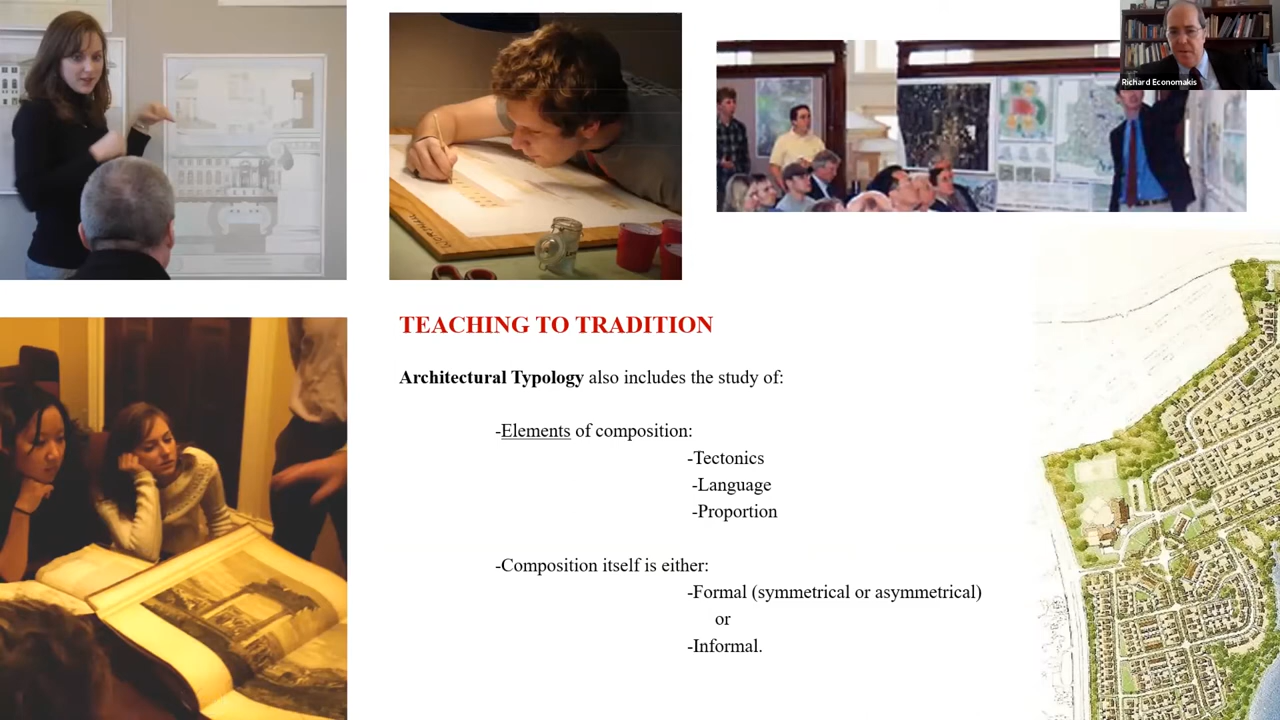 Richard Economakis
TEACHING TO TRADITION
Architectural Typology also includes the study of:
-Elements of composition:
-Tectonics
-Language
-Proportion
-Composition itself is either:
-Formal (symmetrical or asymmetrical)
or
-Informal.